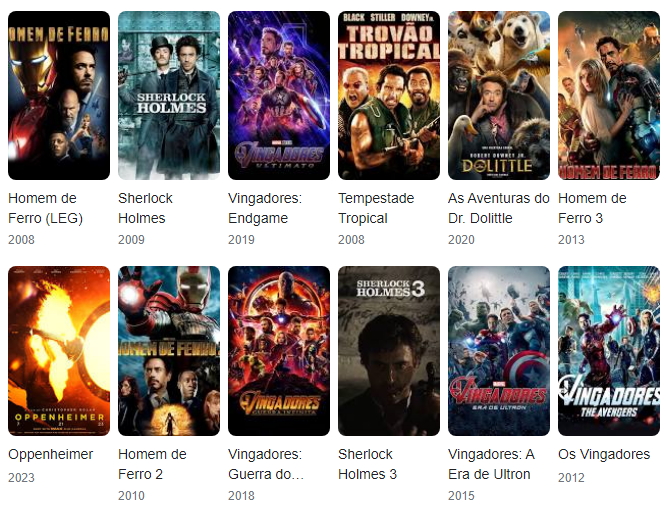 HOMEM DE FERRO
SHERLOCK
HOLMES
VINGADORES
ULTIMATO
BLACK STILLER DOWNEY JR.
TROVÃO
TROPICAL
ROBERT DOWNEY JR.
DOLITTLE
HOMEM DE FERRO
Homem de
Ferro (LEG)
2008
Sherlock
Holmes
2009
Vingadores:
Endgame
2019
Tempestade
Tropical
2008
As Aventuras do
Dr. Dolittle
2020
Homem de
Ferro 3
2013
CHRISTOPHER NOLAN
OPPENHEIMER
7 21 23
HOMEM DE FERRO
VINGADORES
GUERRA INFINITA
SHERLOCK
HOLMES 3
MARVEL
VINGADORES
ERA DE ULTRON
VINGADORES
THE AVENGERS
Oppenheimer
2023
Homem de
Ferro 2
2010
Vingadores:
Guerra do…
2018
Sherlock
Holmes 3
Vingadores: A
Era de Ultron
2015
Os Vingadores
2012